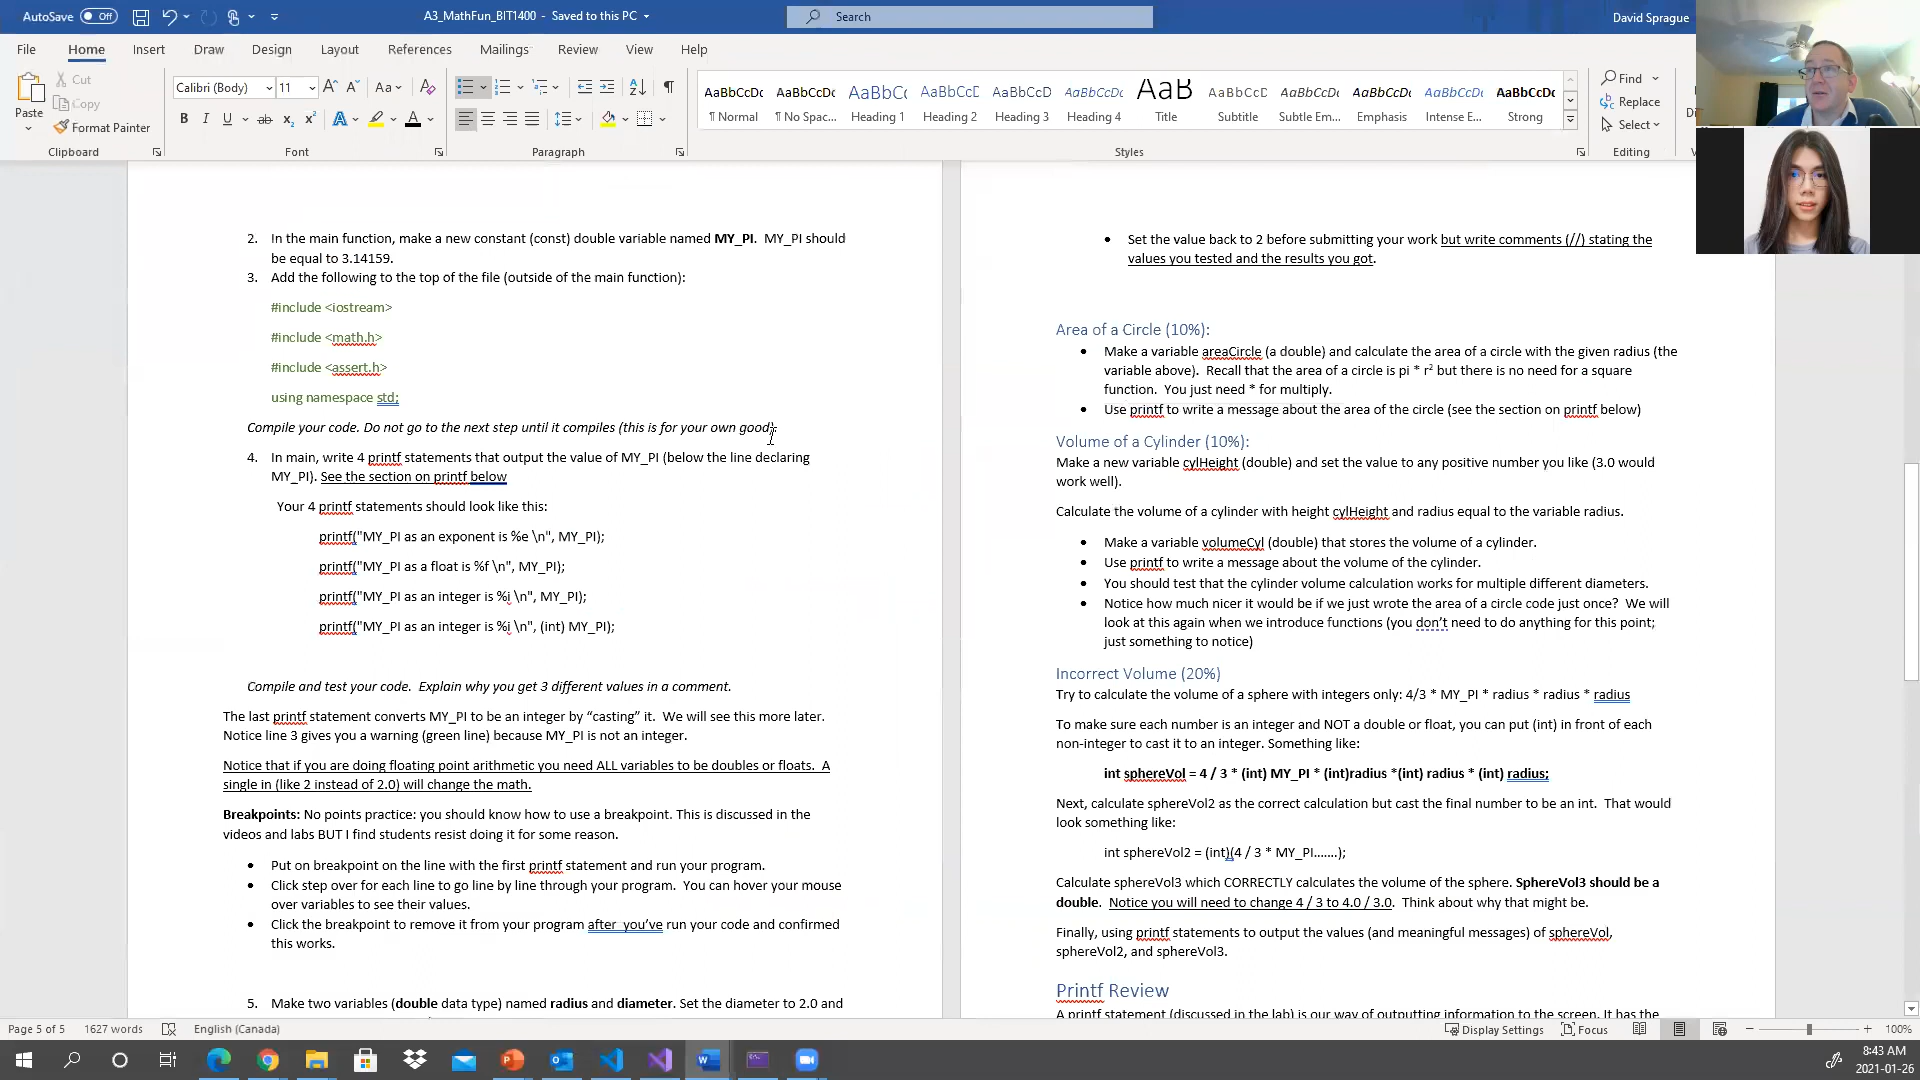 AutoSave Off
A3_MathFun_BIT1400 - Saved to this PC
Search
David Sprague
File Home Insert Draw Design Layout References Mailings Review View Help
Paste
Cut
Copy
Format Painter
Clipboard
Calibri (Body) 11
Font
Paragraph
AaBbCcDc AaBbCcDc AaBbCc AaBbCcC AaBbCcD AaBbCcD AaB AaBbCcD AaBbCcDc AaBbCcDc AaBbCcDc AaBbCcDc
¶ Normal ¶ No Spac... Heading 1 Heading 2 Heading 3 Heading 4 Title Subtitle Subtle Em... Emphasis Intense E... Strong
Styles
Find
Replace
Select
Editing
2. In the main function, make a new constant (const) double variable named MY_PI. MY_PI should
be equal to 3.14159.
3. Add the following to the top of the file (outside of the main function):
#include <iostream>
#include <math.h>
#include <assert.h>
using namespace std;
Compile your code. Do not go to the next step until it compiles (this is for your own good).
4. In main, write 4 printf statements that output the value of MY_PI (below the line declaring
MY_PI). See the section on printf below
Your 4 printf statements should look like this:
printf("MY_PI as an exponent is %e \n", MY_PI);
printf("MY_PI as a float is %f \n", MY_PI);
printf("MY_PI as an integer is %i \n", MY_PI);
printf("MY_PI as an integer is %i \n", (int) MY_PI);
Compile and test your code. Explain why you get 3 different values in a comment.
The last printf statement converts MY_PI to be an integer by “casting” it. We will see this more later.
Notice line 3 gives you a warning (green line) because MY_PI is not an integer.
Notice that if you are doing floating point arithmetic you need ALL variables to be doubles or floats. A
single in (like 2 instead of 2.0) will change the math.
Breakpoints: No points practice: you should know how to use a breakpoint. This is discussed in the
videos and labs BUT I find students resist doing it for some reason.
• Put on breakpoint on the line with the first printf statement and run your program.
• Click step over for each line to go line by line through your program. You can hover your mouse
over variables to see their values.
• Click the breakpoint to remove it from your program after you’ve run your code and confirmed
this works.
5. Make two variables (double data type) named radius and diameter. Set the diameter to 2.0 and
• Set the value back to 2 before submitting your work but write comments (//) stating the
values you tested and the results you got.
Area of a Circle (10%):
• Make a variable areaCircle (a double) and calculate the area of a circle with the given radius (the
variable above). Recall that the area of a circle is pi * r² but there is no need for a square
function. You just need * for multiply.
• Use printf to write a message about the area of the circle (see the section on printf below)
Volume of a Cylinder (10%):
Make a new variable cylHeight (double) and set the value to any positive number you like (3.0 would
work well).
Calculate the volume of a cylinder with height cylHeight and radius equal to the variable radius.
• Make a variable volumeCyl (double) that stores the volume of a cylinder.
• Use printf to write a message about the volume of the cylinder.
• You should test that the cylinder volume calculation works for multiple different diameters.
• Notice how much nicer it would be if we just wrote the area of a circle code just once? We will
look at this again when we introduce functions (you don’t need to do anything for this point;
just something to notice)
Incorrect Volume (20%)
Try to calculate the volume of a sphere with integers only: 4/3 * MY_PI * radius * radius * radius
To make sure each number is an integer and NOT a double or float, you can put (int) in front of each
non-integer to cast it to an integer. Something like:
int sphereVol = 4 / 3 * (int) MY_PI * (int)radius *(int) radius * (int) radius;
Next, calculate sphereVol2 as the correct calculation but cast the final number to be an int. That would
look something like:
int sphereVol2 = (int)(4 / 3 * MY_PI.......);
Calculate sphereVol3 which CORRECTLY calculates the volume of the sphere. SphereVol3 should be a
double. Notice you will need to change 4 / 3 to 4.0 / 3.0. Think about why that might be.
Finally, using printf statements to output the values (and meaningful messages) of sphereVol,
sphereVol2, and sphereVol3.
Printf Review
A printf statement (discussed in the lab) is our way of outputting information to the screen. It has the
Page 5 of 5 1627 words English (Canada)
Display Settings Focus 100%
8:43 AM
2021-01-26